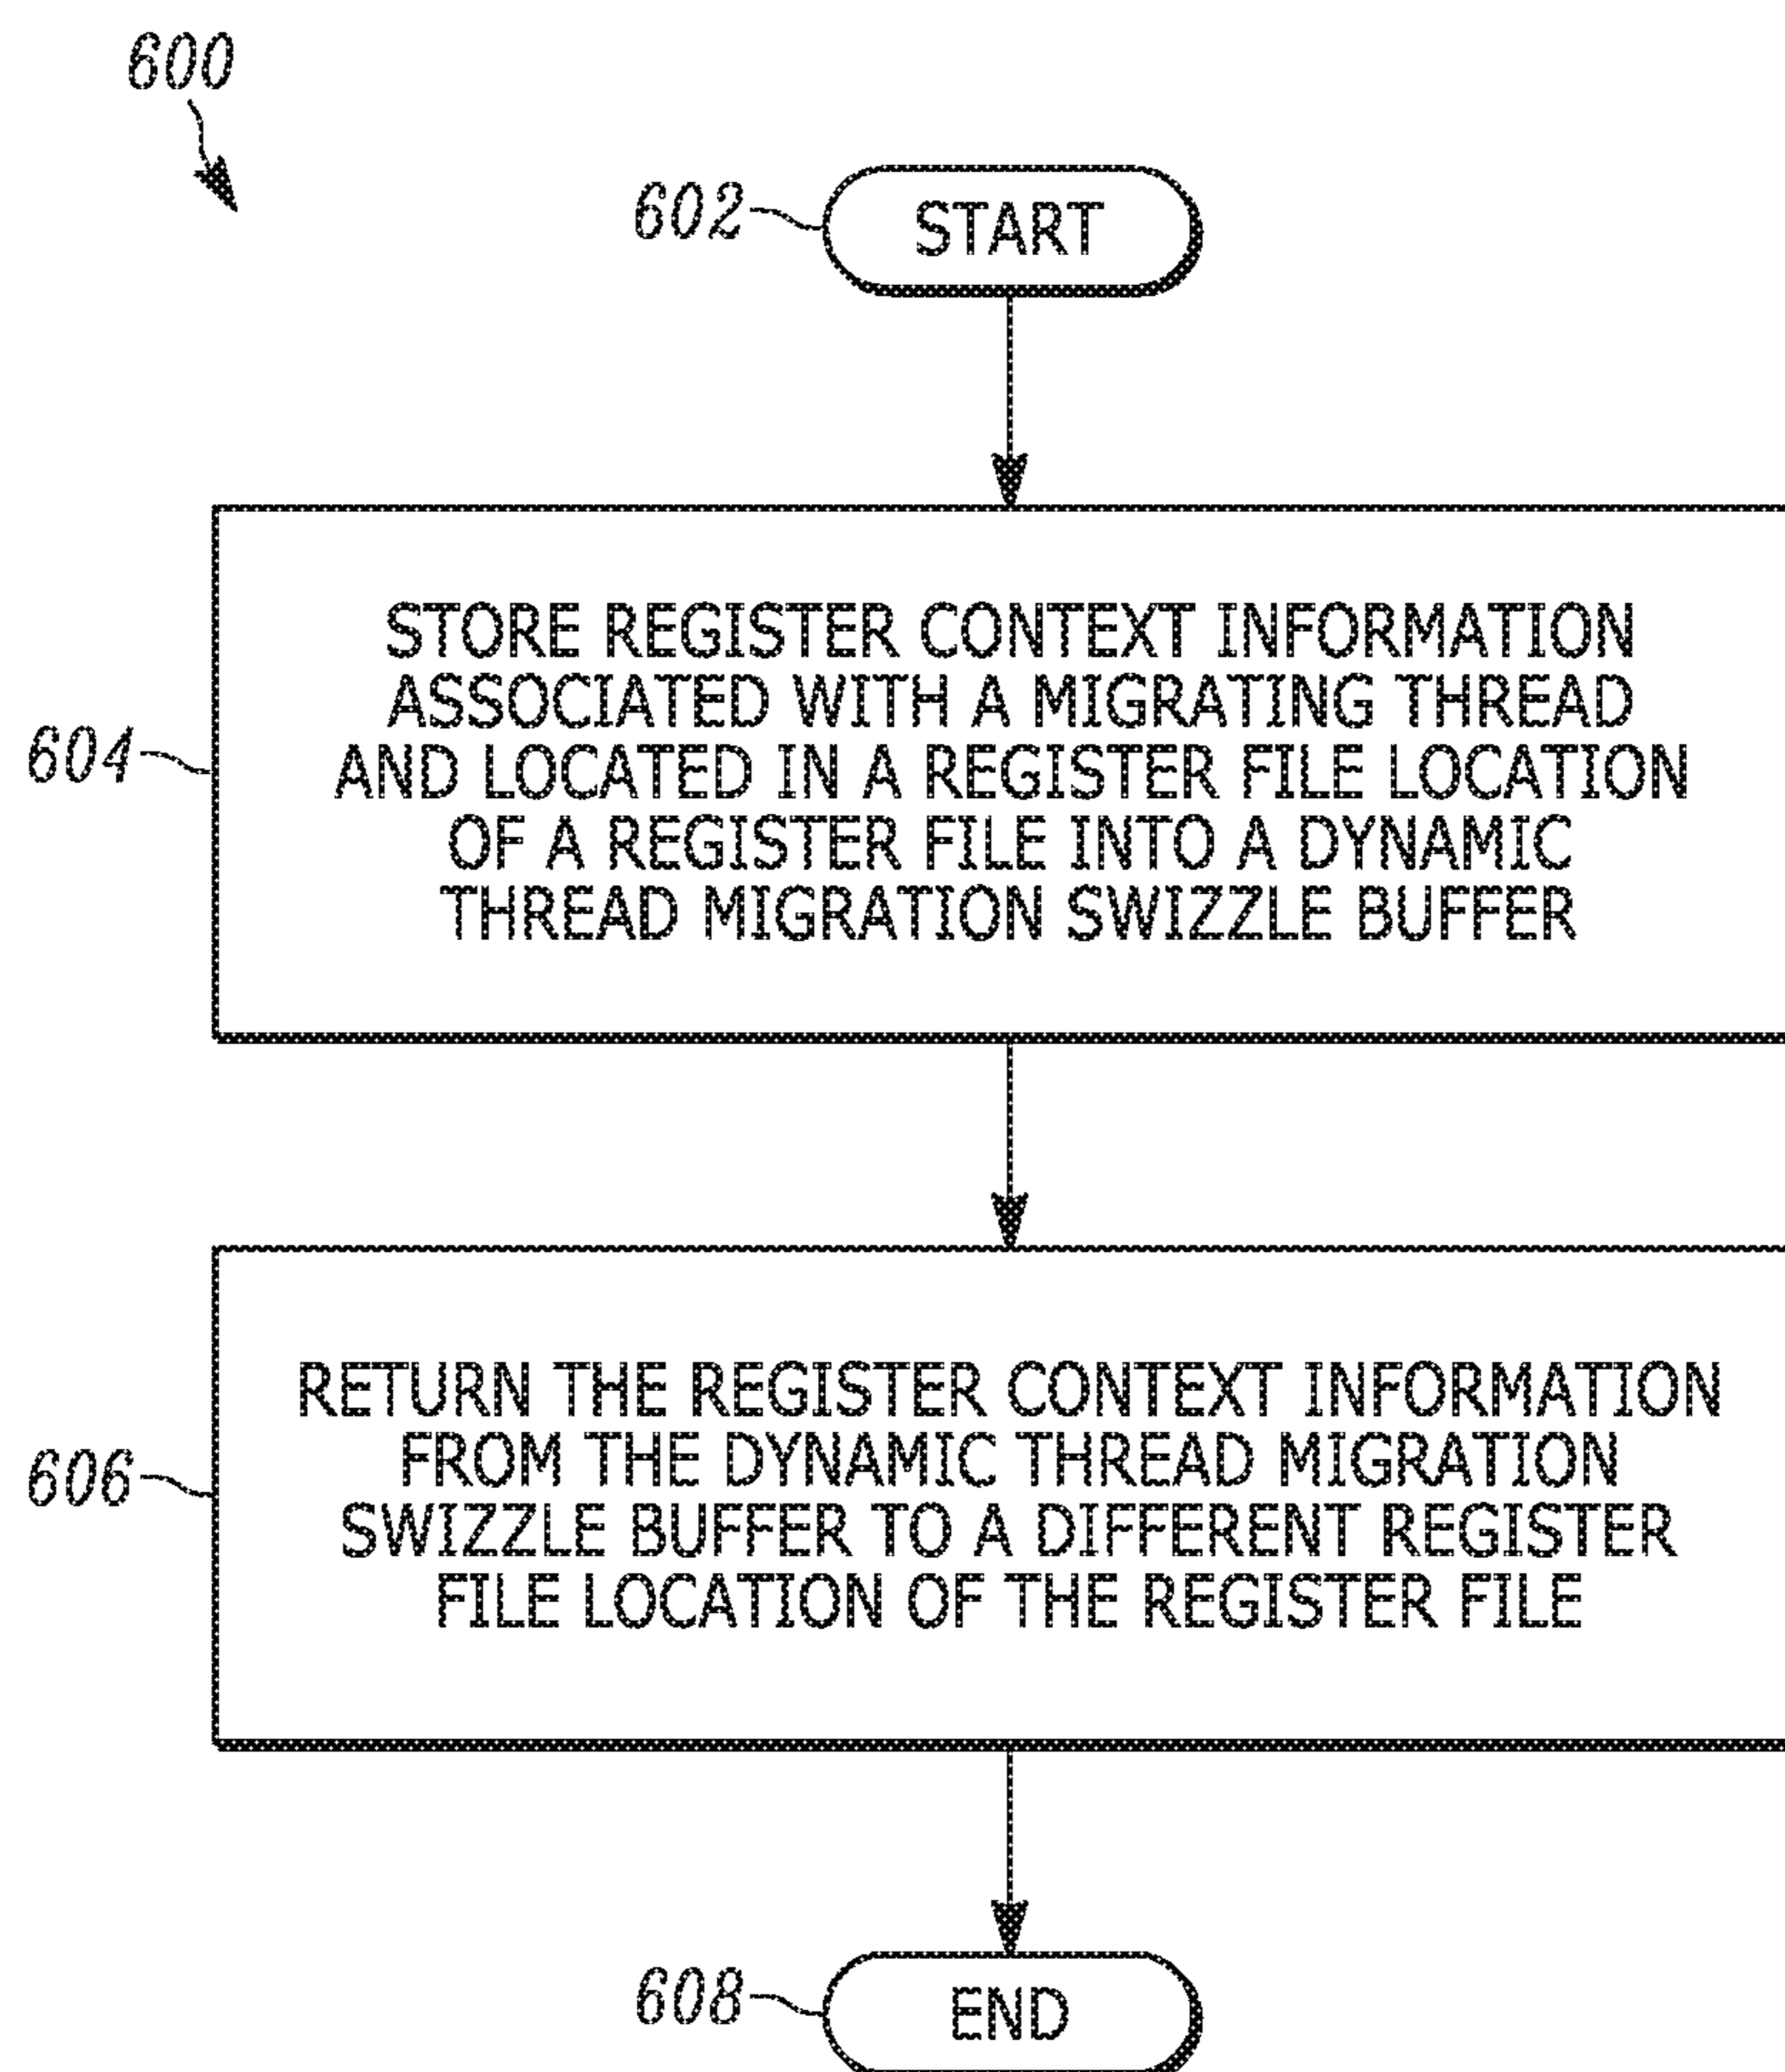 600
602
START
604
STORE REGISTER CONTEXT INFORMATION
ASSOCIATED WITH A MIGRATING THREAD
AND LOCATED IN A REGISTER FILE LOCATION
OF A REGISTER FILE INTO A DYNAMIC
THREAD MIGRATION SWIZZLE BUFFER
606
RETURN THE REGISTER CONTEXT INFORMATION
FROM THE DYNAMIC THREAD MIGRATION
SWIZZLE BUFFER TO A DIFFERENT REGISTER
FILE LOCATION OF THE REGISTER FILE
608
END